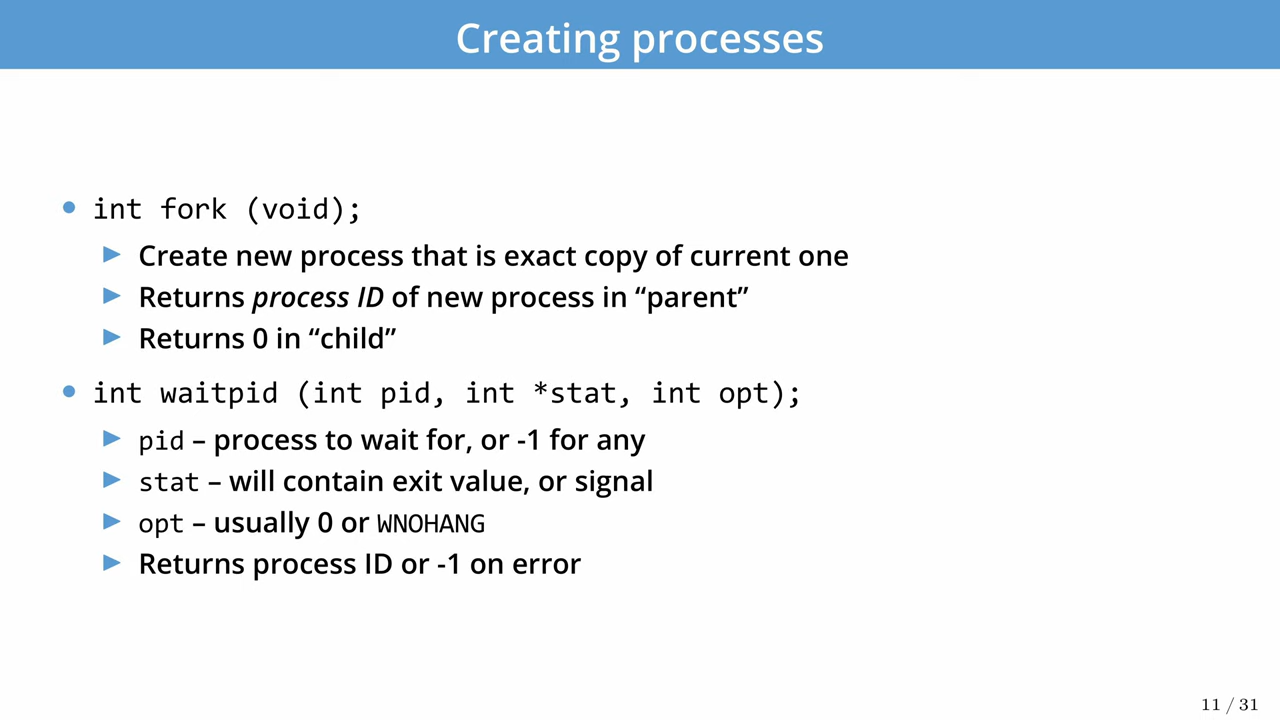 Creating processes
• int fork (void);
▶ Create new process that is exact copy of current one
▶ Returns process ID of new process in “parent”
▶ Returns 0 in “child”
• int waitpid (int pid, int *stat, int opt);
▶ pid – process to wait for, or -1 for any
▶ stat – will contain exit value, or signal
▶ opt – usually 0 or WNOHANG
▶ Returns process ID or -1 on error
11 / 31